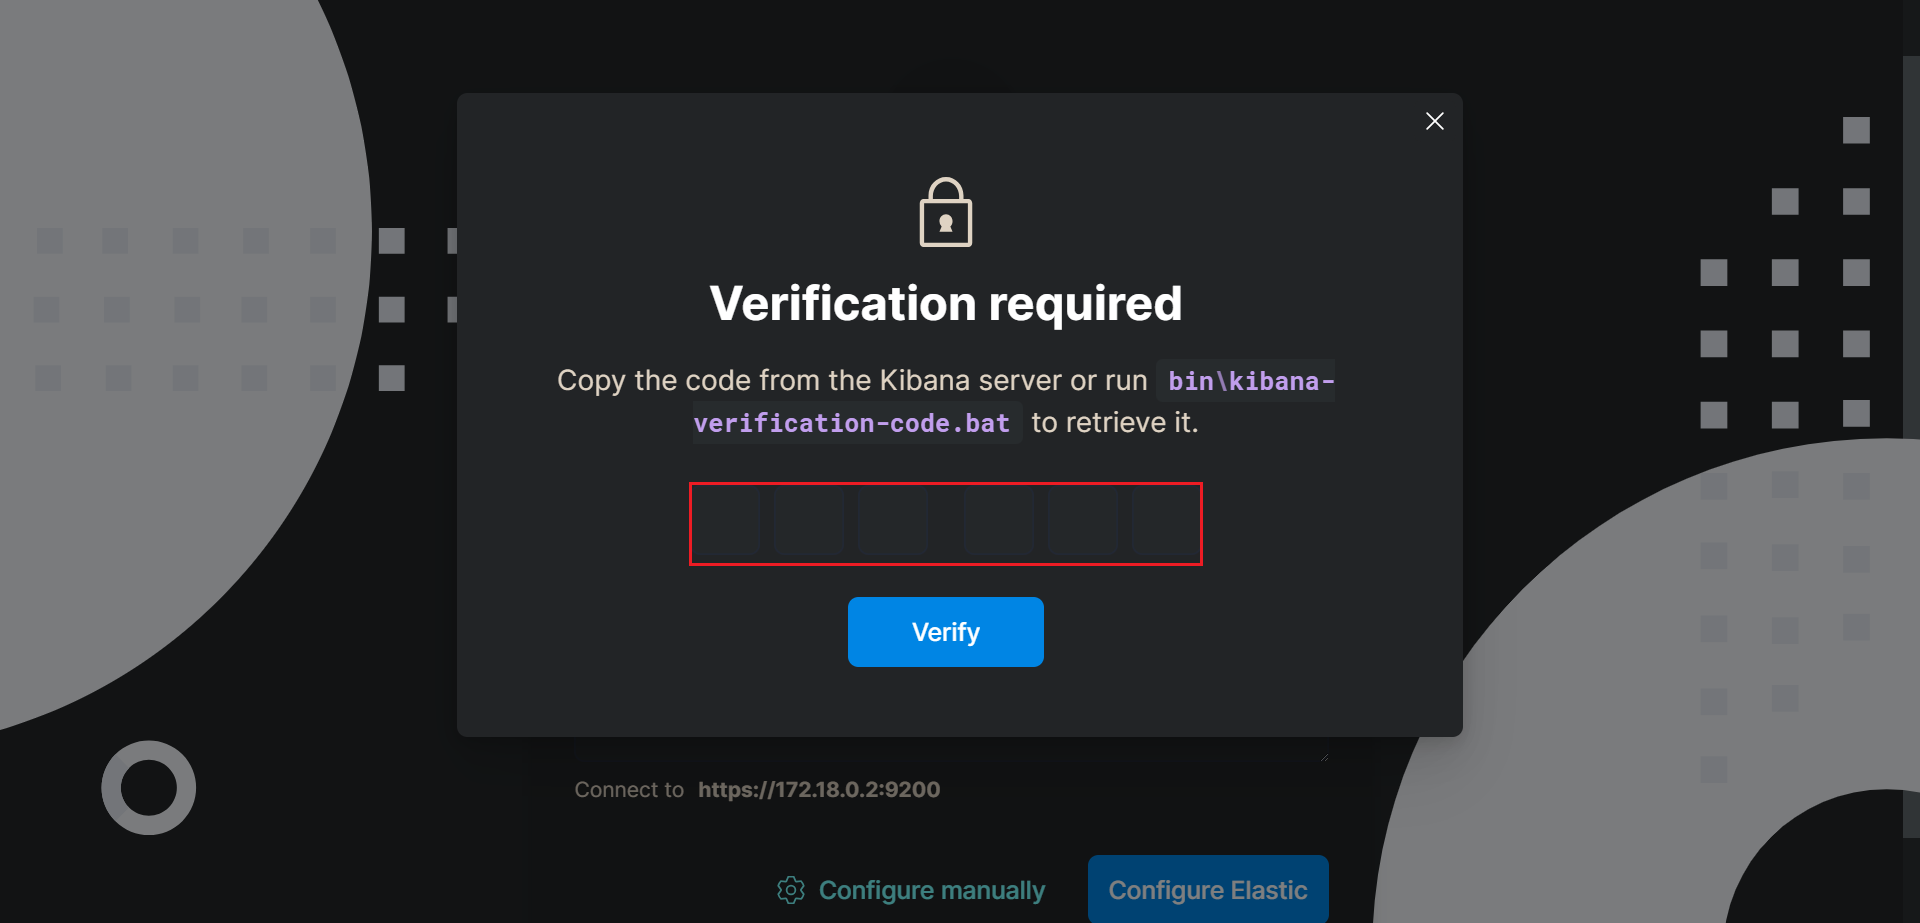 Verification required
Copy the code from the Kibana server or run bin\kibana-
verification-code.bat to retrieve it.
Verify
Connect to https://172.18.0.2:9200
Configure manually Configure Elastic